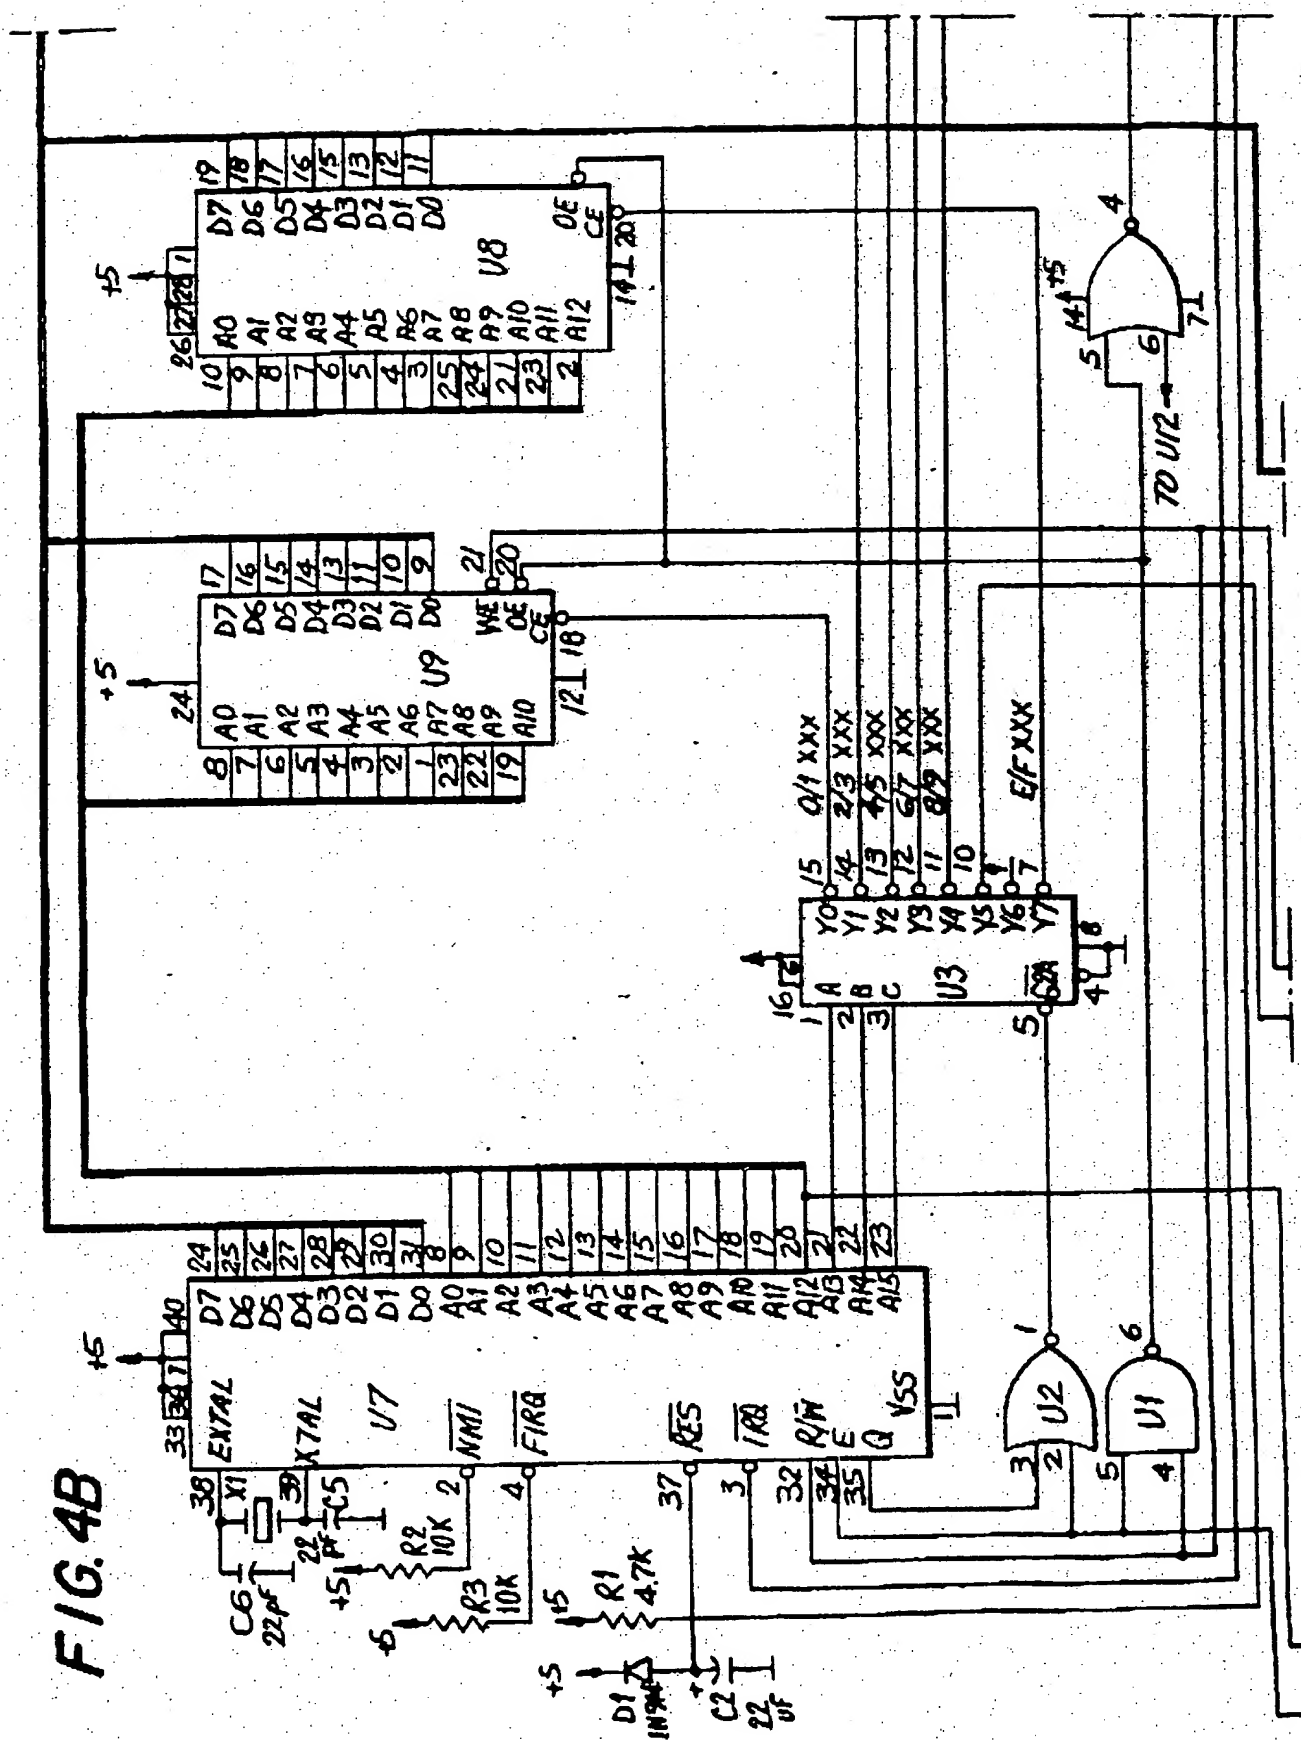 FIG. 4B
+5
33 36 7 40
38 EXTAL
X1
39 XTAL
C6
22pF
22
pF
C5
U7
+5
R2
10K
2 NMI
+5
R3
10K
4 FIRQ
+5
R1
4.7K
+5
D1
C2
22
UF
+
37 RES
3 IRQ
32 R/W
34 E
35 Q
VSS
1
D7 24
D6 25
D5 26
D4 27
D3 28
D2 29
D1 30
D0 31
A0 8
A1 9
A2 10
A3 11
A4 12
A5 13
A6 14
A7 15
A8 16
A9 17
A10 18
A11 19
A12 20
A13 21
A14 22
A15 23
3
2
U2
1
5
4
U1
6
16 6
1 A
2 B
3 C
U3
5 G2A
4
8
Y0 15 0/1 XXX
Y1 14 2/3 XXX
Y2 13 4/5 XXX
Y3 12 6/7 XXX
Y4 11 8/9 XXX
Y5 10
Y6
Y7 7 E/FXXX
+5
24
8 A0
7 A1
6 A2
5 A3
4 A4
3 A5
2 A6
1 A7
23 A8
22 A9
19 A10
U9
D7 17
D6 16
D5 15
D4 14
D3 13
D2 11
D1 10
D0 9
WE 21
OE 20
CE 18
12
+5
26 27 28 1
10 A0
9 A1
8 A2
7 A3
6 A4
5 A5
4 A6
3 A7
25 A8
24 A9
21 A10
23 A11
2 A12
U8
D7 19
D6 18
D5 17
D4 16
D3 15
D2 13
D1 12
D0 11
OE
CE 20
14
14 +5
5
6
7
4
TO U12